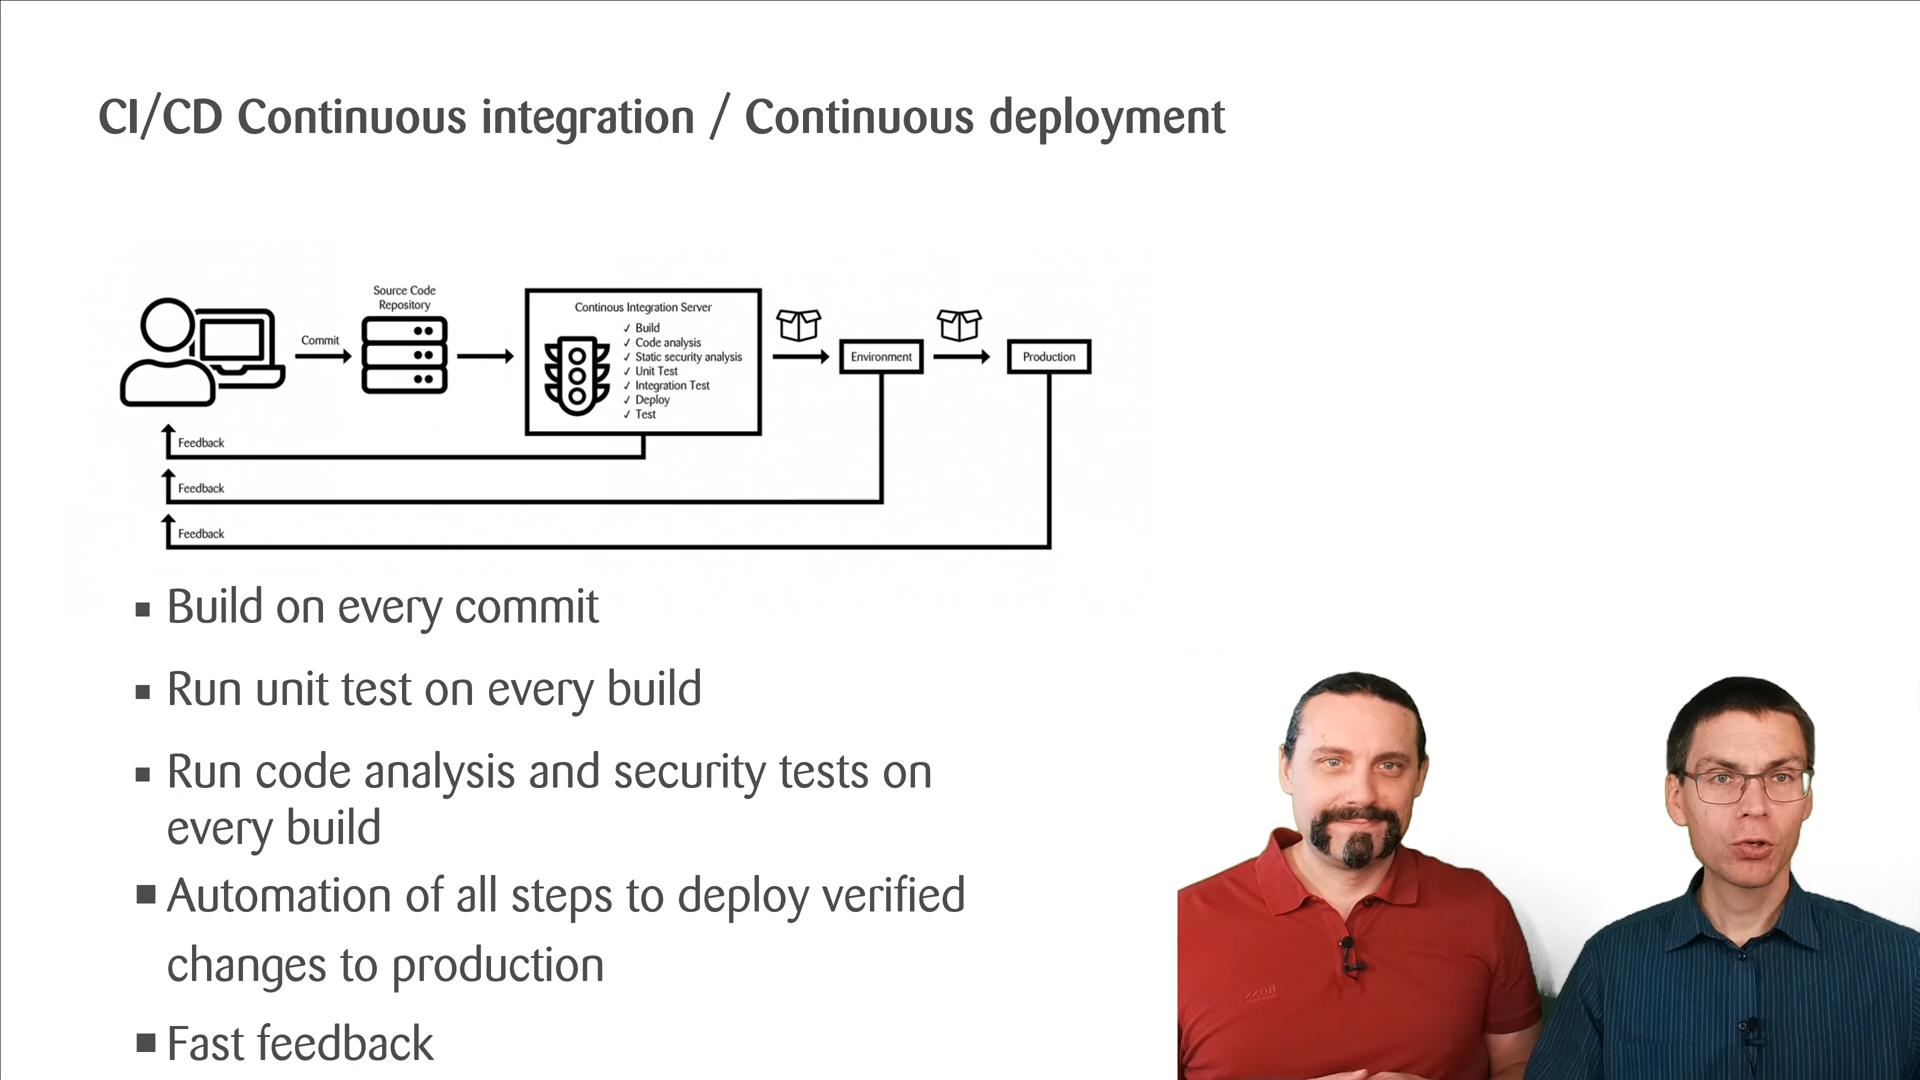 CI/CD Continuous integration / Continuous deployment
Source Code
Repository
Commit
Continous Integration Server
✓ Build
✓ Code analysis
✓ Static security analysis
✓ Unit Test
✓ Integration Test
✓ Deploy
✓ Test
Environment
Production
Feedback
Feedback
Feedback
▪ Build on every commit
▪ Run unit test on every build
▪ Run code analysis and security tests on
every build
▪ Automation of all steps to deploy verified
changes to production
▪ Fast feedback